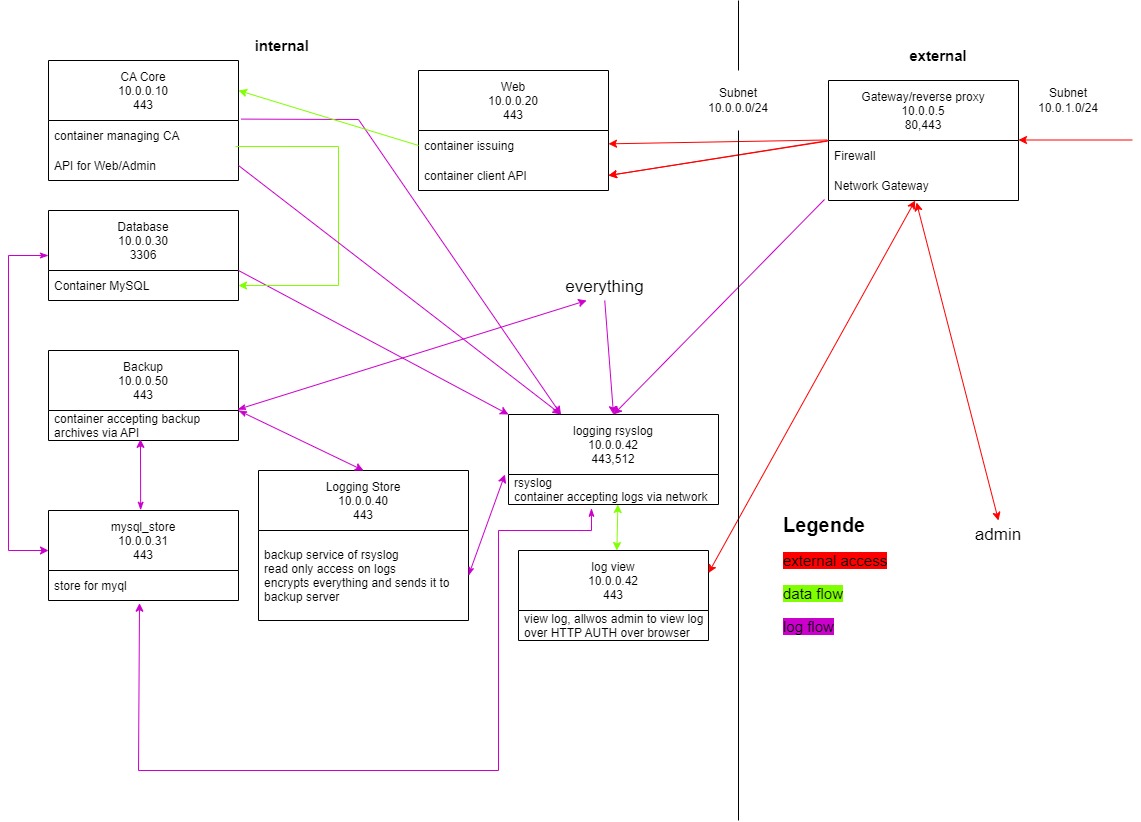 internal
external
CA Core
10.0.0.10
443
container managing CA
API for Web/Admin
Web
10.0.0.20
443
container issuing
container client API
Subnet
10.0.0.0/24
Gateway/reverse proxy
10.0.0.5
80,443
Firewall
Network Gateway
Subnet
10.0.1.0/24
Database
10.0.0.30
3306
Container MySQL
everything
Backup
10.0.0.50
443
container accepting backup
archives via API
logging rsyslog
10.0.0.42
443,512
rsyslog
container accepting logs via network
Logging Store
10.0.0.40
443
backup service of rsyslog
read only access on logs
encrypts everything and sends it to
backup server
mysql_store
10.0.0.31
443
store for myql
log view
10.0.0.42
443
view log, allwos admin to view log
over HTTP AUTH over browser
admin
Legende
external access
data flow
log flow